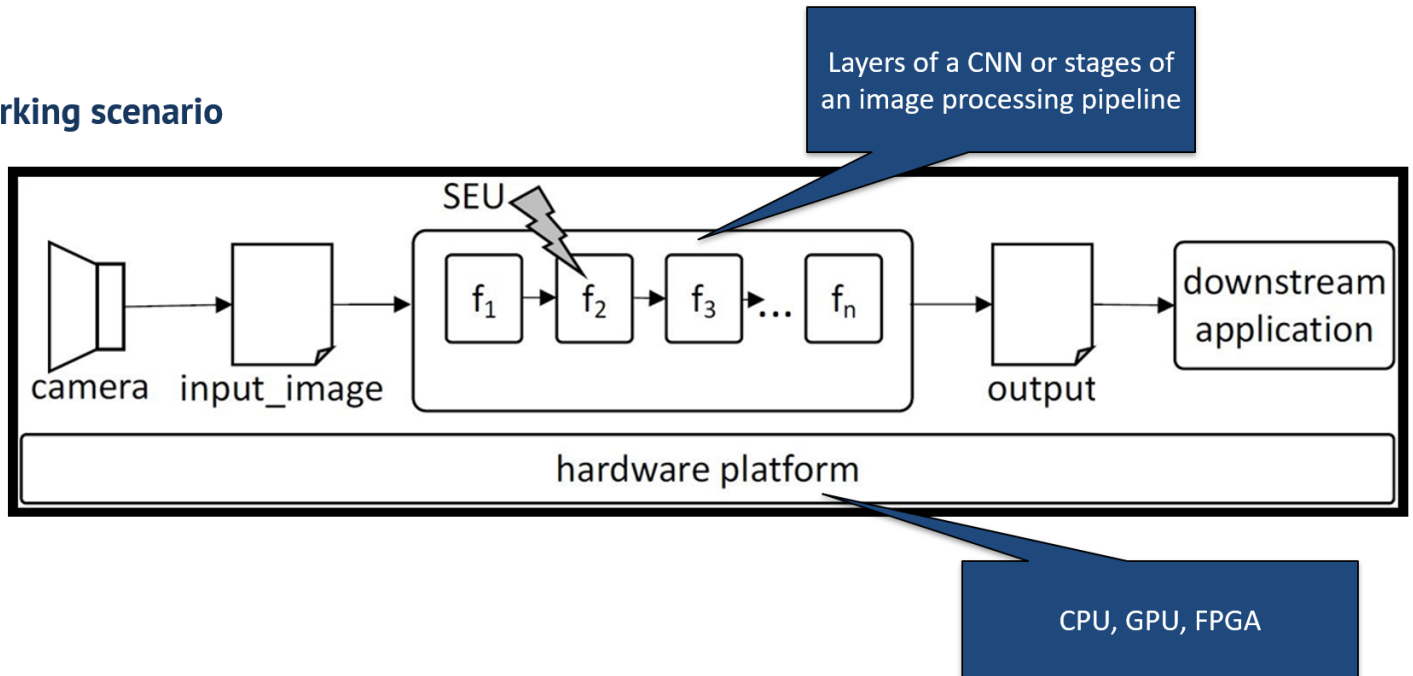 Layers of a CNN or stages of
an image processing pipeline
rking scenario
SEU
f₁
f₂
f₃
...
fₙ
camera
input_image
output
downstream
application
hardware platform
CPU, GPU, FPGA